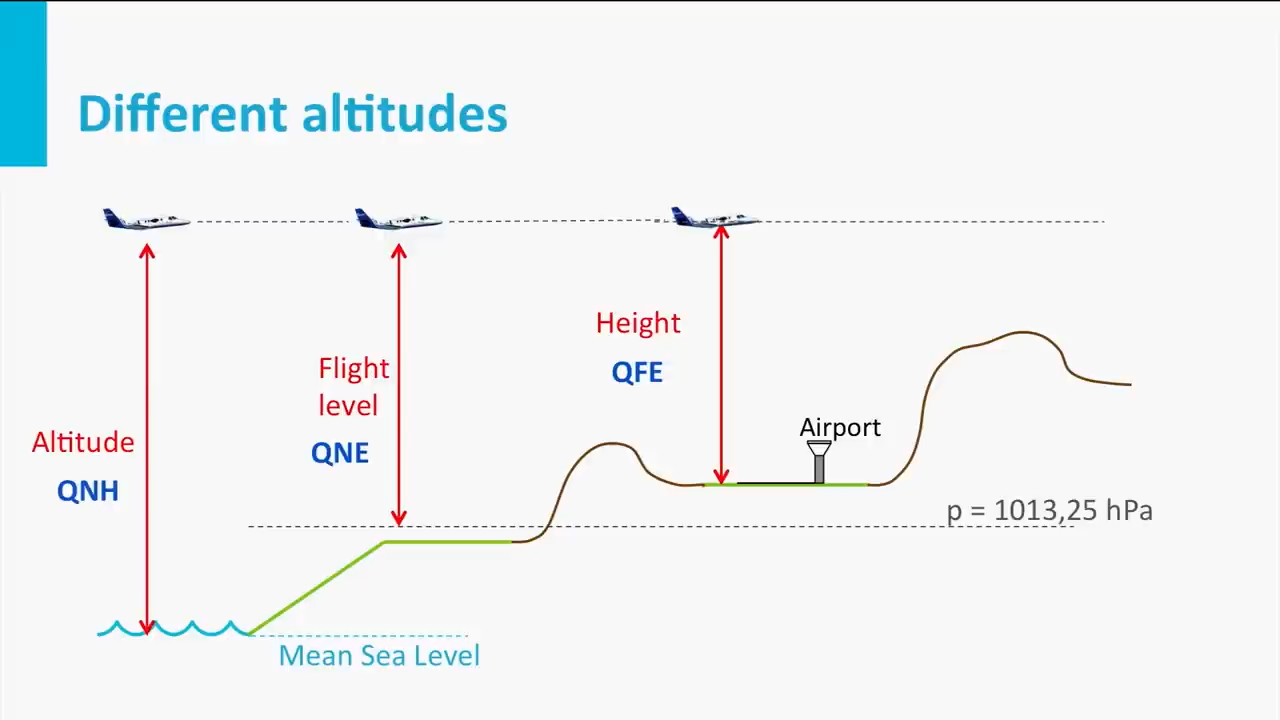 Different altitudes
Height
QFE
Flight
level
QNE
Altitude
QNH
Airport
p = 1013,25 hPa
Mean Sea Level